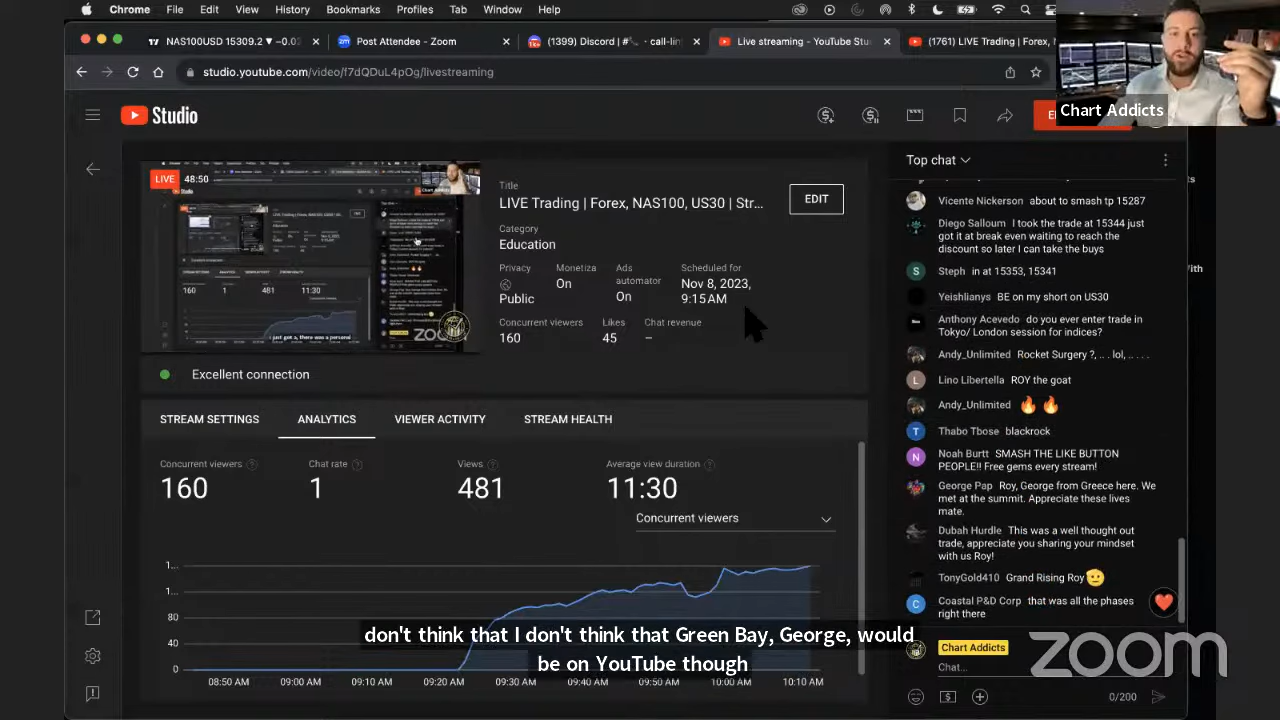 Chrome File Edit View History Bookmarks Profiles Tab Window Help
NAS100USD 15309.2 ▼ -0.0
Post Attendee - Zoom
(1399) Discord | # - call-lin
Live streaming - YouTube Stu
(1761) LIVE Trading | Forex, N
studio.youtube.com/video/f7dQDuL4pOg/livestreaming
Chart Addicts
Studio
LIVE 48:50
Title
LIVE Trading | Forex, NAS100, US30 | Str...
EDIT
Category
Education
Privacy
Public
Monetiza
On
Ads automator
On
Scheduled for
Nov 8, 2023,
9:15 AM
Concurrent viewers
160
Likes
45
Chat revenue
–
Excellent connection
STREAM SETTINGS ANALYTICS VIEWER ACTIVITY STREAM HEALTH
Concurrent viewers
160
Chat rate
1
Views
481
Average view duration
11:30
Concurrent viewers
1...
1...
80
40
0
08:50 AM 09:00 AM 09:10 AM 09:20 AM 09:30 AM 09:40 AM 09:50 AM 10:00 AM 10:10 AM
don't think that I don't think that Green Bay, George, would
be on YouTube though
Top chat
Vicente Nickerson about to smash tp 15287
Diego Salloum I took the trade at 15344 just
got it at break even waiting to reach the
discount so later I can take the buys
Steph in at 15353, 15341
Yeishlianys BE on my short on US30
Anthony Acevedo do you ever enter trade in
Tokyo/ London session for indices?
Andy_Unlimited Rocket Surgery ?, .. . lol, .. . . .
Lino Libertella ROY the goat
Andy_Unlimited 🔥 🔥
Thabo Tbose blackrock
Noah Burtt SMASH THE LIKE BUTTON
PEOPLE!! Free gems every stream!
George Pap Roy, George from Greece here. We
met at the summit. Appreciate these lives
mate.
Dubah Hurdle This was a well thought out
trade, appreciate you sharing your mindset
with us Roy!
TonyGold410 Grand Rising Roy 🫡
Coastal P&D Corp that was all the phases
right there
Chart Addicts
Chat...
0/200
zoom